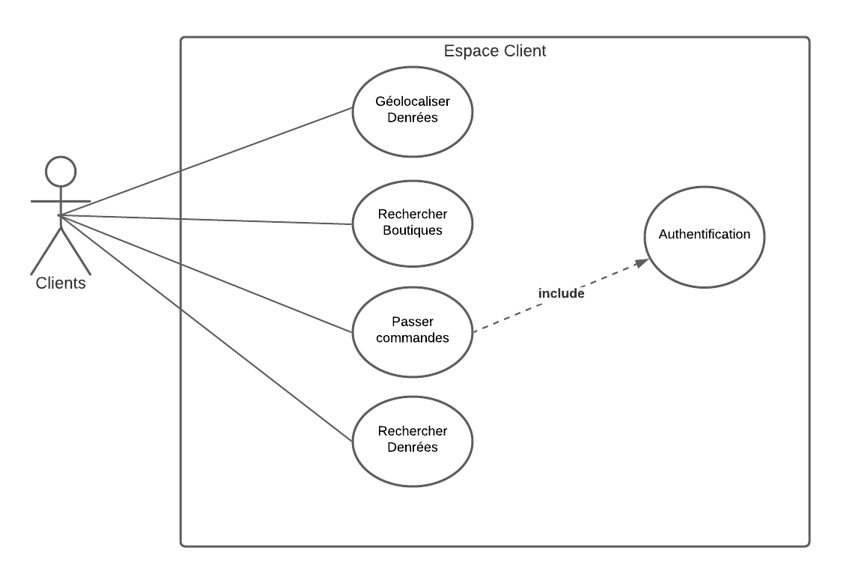 Espace Client
Géolocaliser
Denrées
Rechercher
Boutiques
Authentification
Clients
include
Passer
commandes
Rechercher
Denrées